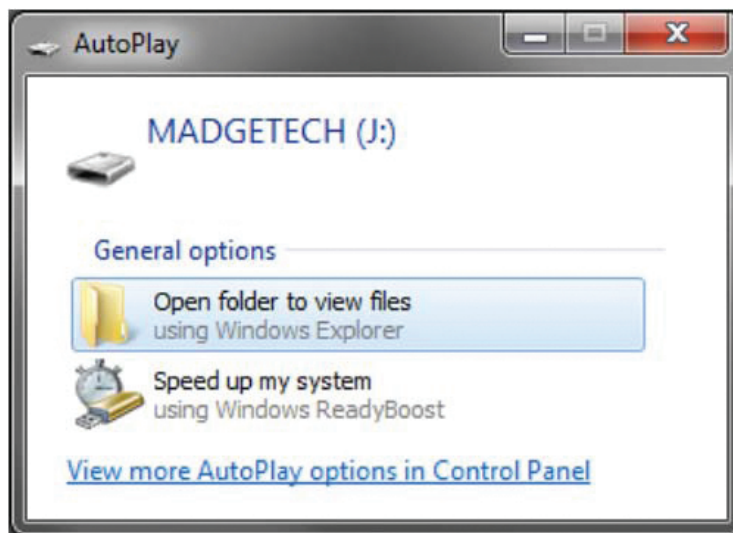 AutoPlay
MADGETECH (J:)
General options
Open folder to view files
using Windows Explorer
Speed up my system
using Windows ReadyBoost
View more AutoPlay options in Control Panel